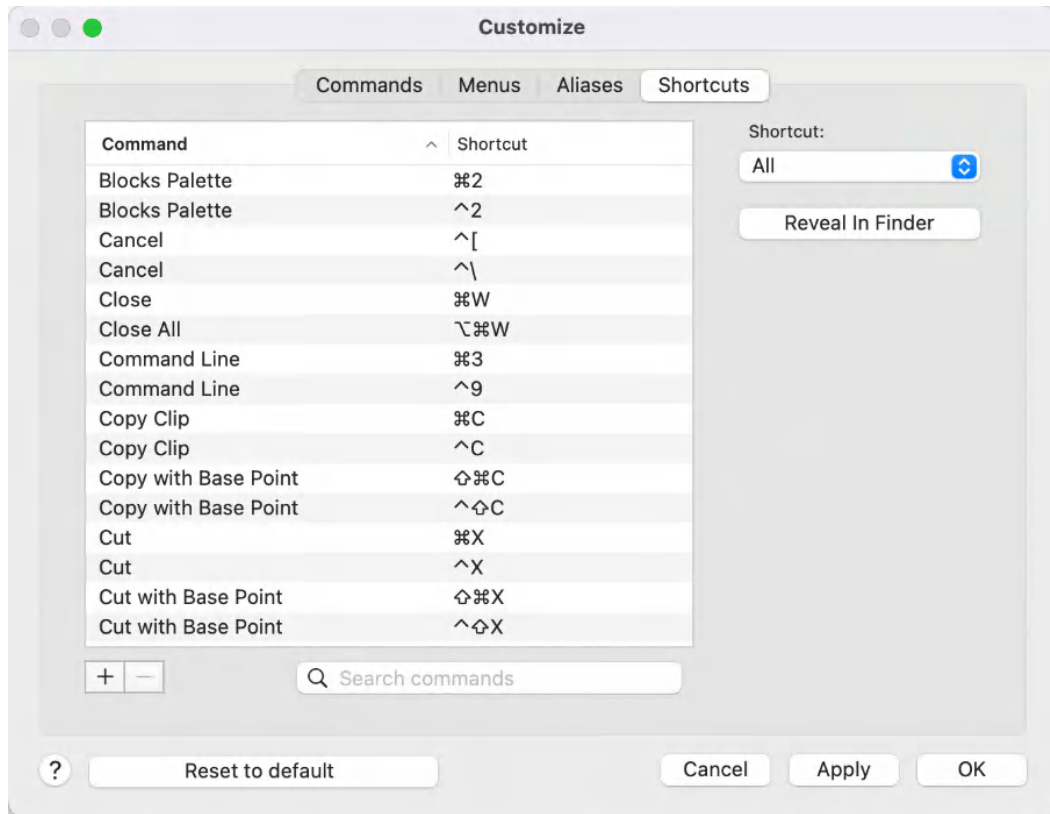 Customize
Commands Menus Aliases Shortcuts
Command Shortcut
Blocks Palette ⌘2
Blocks Palette ^2
Cancel ^[
Cancel ^\
Close ⌘W
Close All ⌥⌘W
Command Line ⌘3
Command Line ^9
Copy Clip ⌘C
Copy Clip ^C
Copy with Base Point ⇧⌘C
Copy with Base Point ^⇧C
Cut ⌘X
Cut ^X
Cut with Base Point ⇧⌘X
Cut with Base Point ^⇧X
Shortcut:
All
Reveal In Finder
+ −
Search commands
? Reset to default Cancel Apply OK